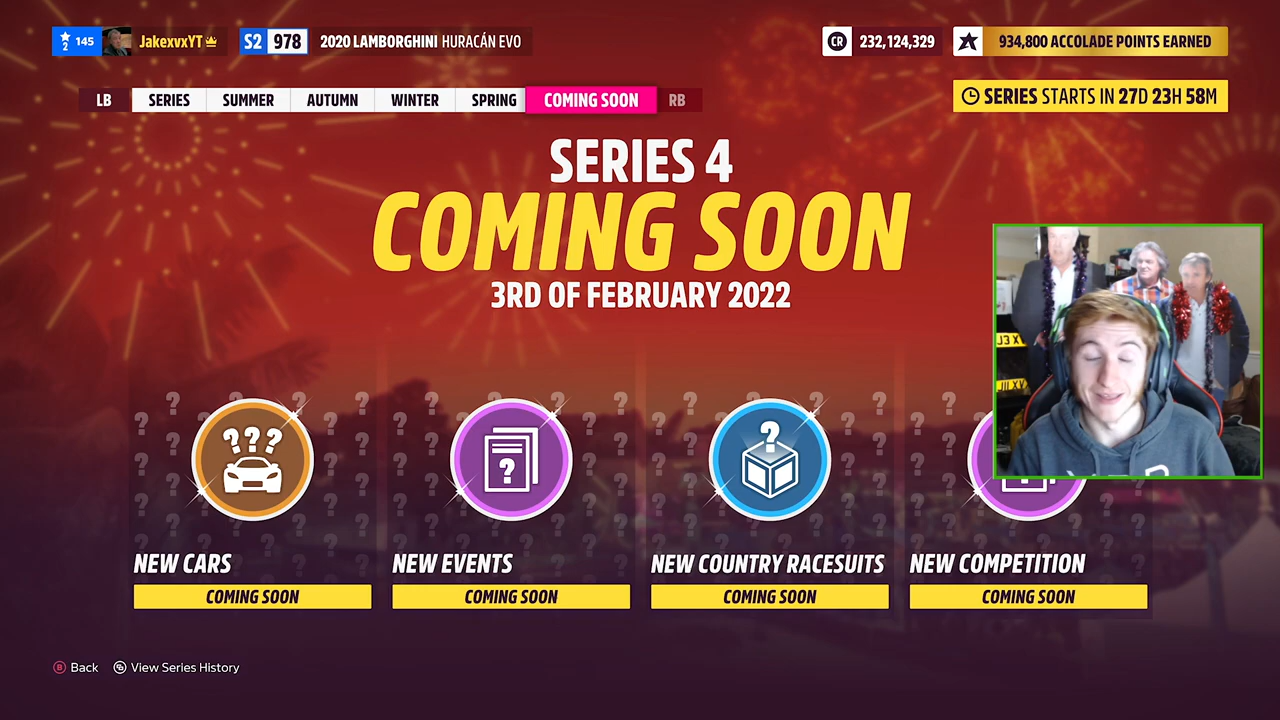 2 145 JakexvxYT S2 978 2020 LAMBORGHINI HURACÁN EVO CR 232,124,329 934,800 ACCOLADE POINTS EARNED
LB SERIES SUMMER AUTUMN WINTER SPRING COMING SOON RB SERIES STARTS IN 27D 23H 58M
SERIES 4
COMING SOON
3RD OF FEBRUARY 2022
NEW CARS NEW EVENTS NEW COUNTRY RACESUITS NEW COMPETITION
COMING SOON COMING SOON COMING SOON COMING SOON
B Back View Series History